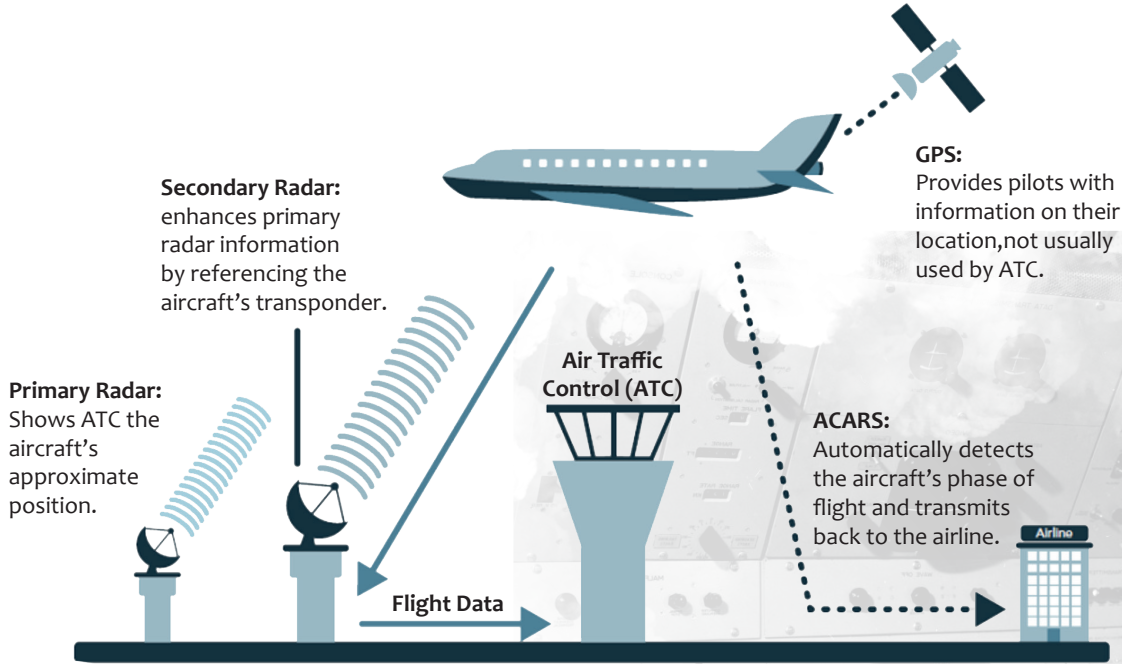 GPS:
Provides pilots with
information on their
location,not usually
used by ATC.
Secondary Radar:
enhances primary
radar information
by referencing the
aircraft's transponder.
Primary Radar:
Shows ATC the
aircraft's
approximate
position.
Air Traffic
Control (ATC)
ACARS:
Automatically detects
the aircraft's phase of
flight and transmits
back to the airline.
Airline
Flight Data